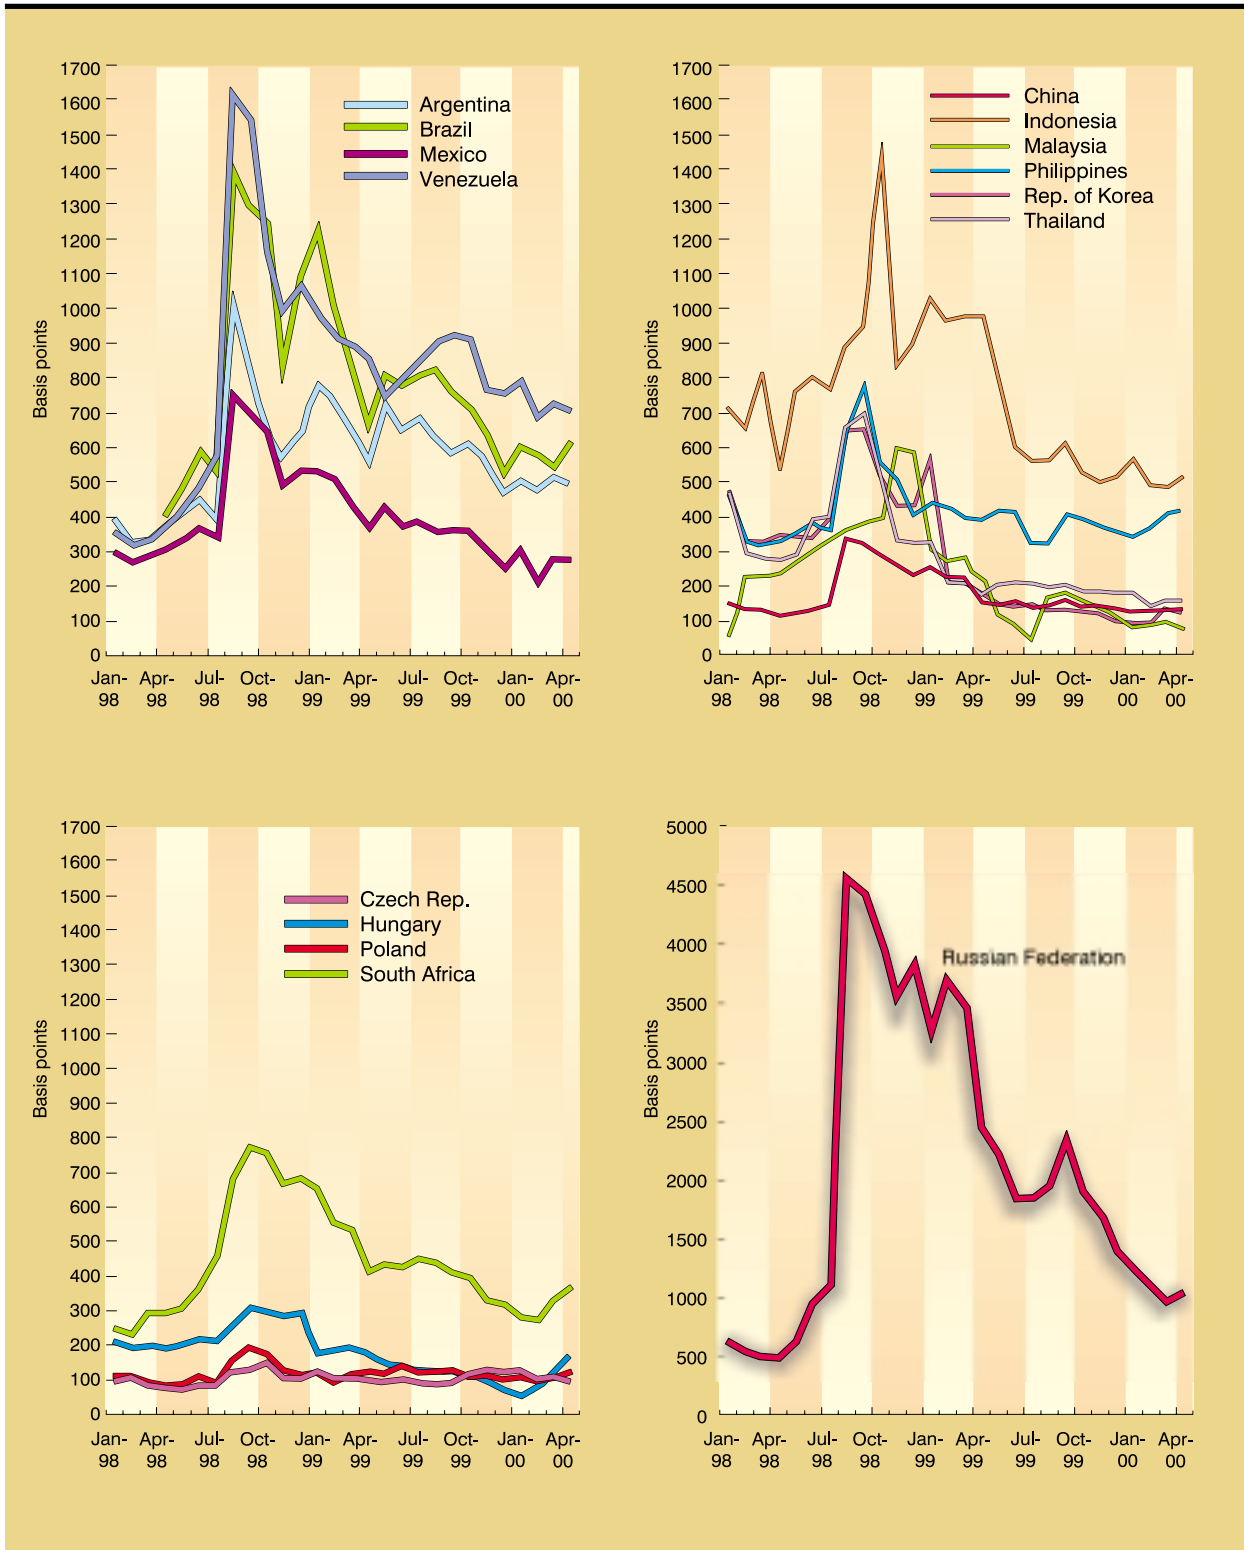 1700
1600
1500
1400
1300
1200
1100
1000
900
800
700
600
500
400
300
200
100
0
Basis points
Argentina
Brazil
Mexico
Venezuela
Jan- Apr- Jul- Oct- Jan- Apr- Jul- Oct- Jan- Apr-
98 98 98 98 99 99 99 99 00 00
1700
1600
1500
1400
1300
1200
1100
1000
900
800
700
600
500
400
300
200
100
0
Basis points
China
Indonesia
Malaysia
Philippines
Rep. of Korea
Thailand
Jan- Apr- Jul- Oct- Jan- Apr- Jul- Oct- Jan- Apr-
98 98 98 98 99 99 99 99 00 00
1700
1600
1500
1400
1300
1200
1100
1000
900
800
700
600
500
400
300
200
100
0
Basis points
Czech Rep.
Hungary
Poland
South Africa
Jan- Apr- Jul- Oct- Jan- Apr- Jul- Oct- Jan- Apr-
98 98 98 98 99 99 99 99 00 00
5000
4500
4000
3500
3000
2500
2000
1500
1000
500
0
Basis points
Russian Federation
Jan- Apr- Jul- Oct- Jan- Apr- Jul- Oct- Jan- Apr-
98 98 98 98 99 99 99 99 00 00